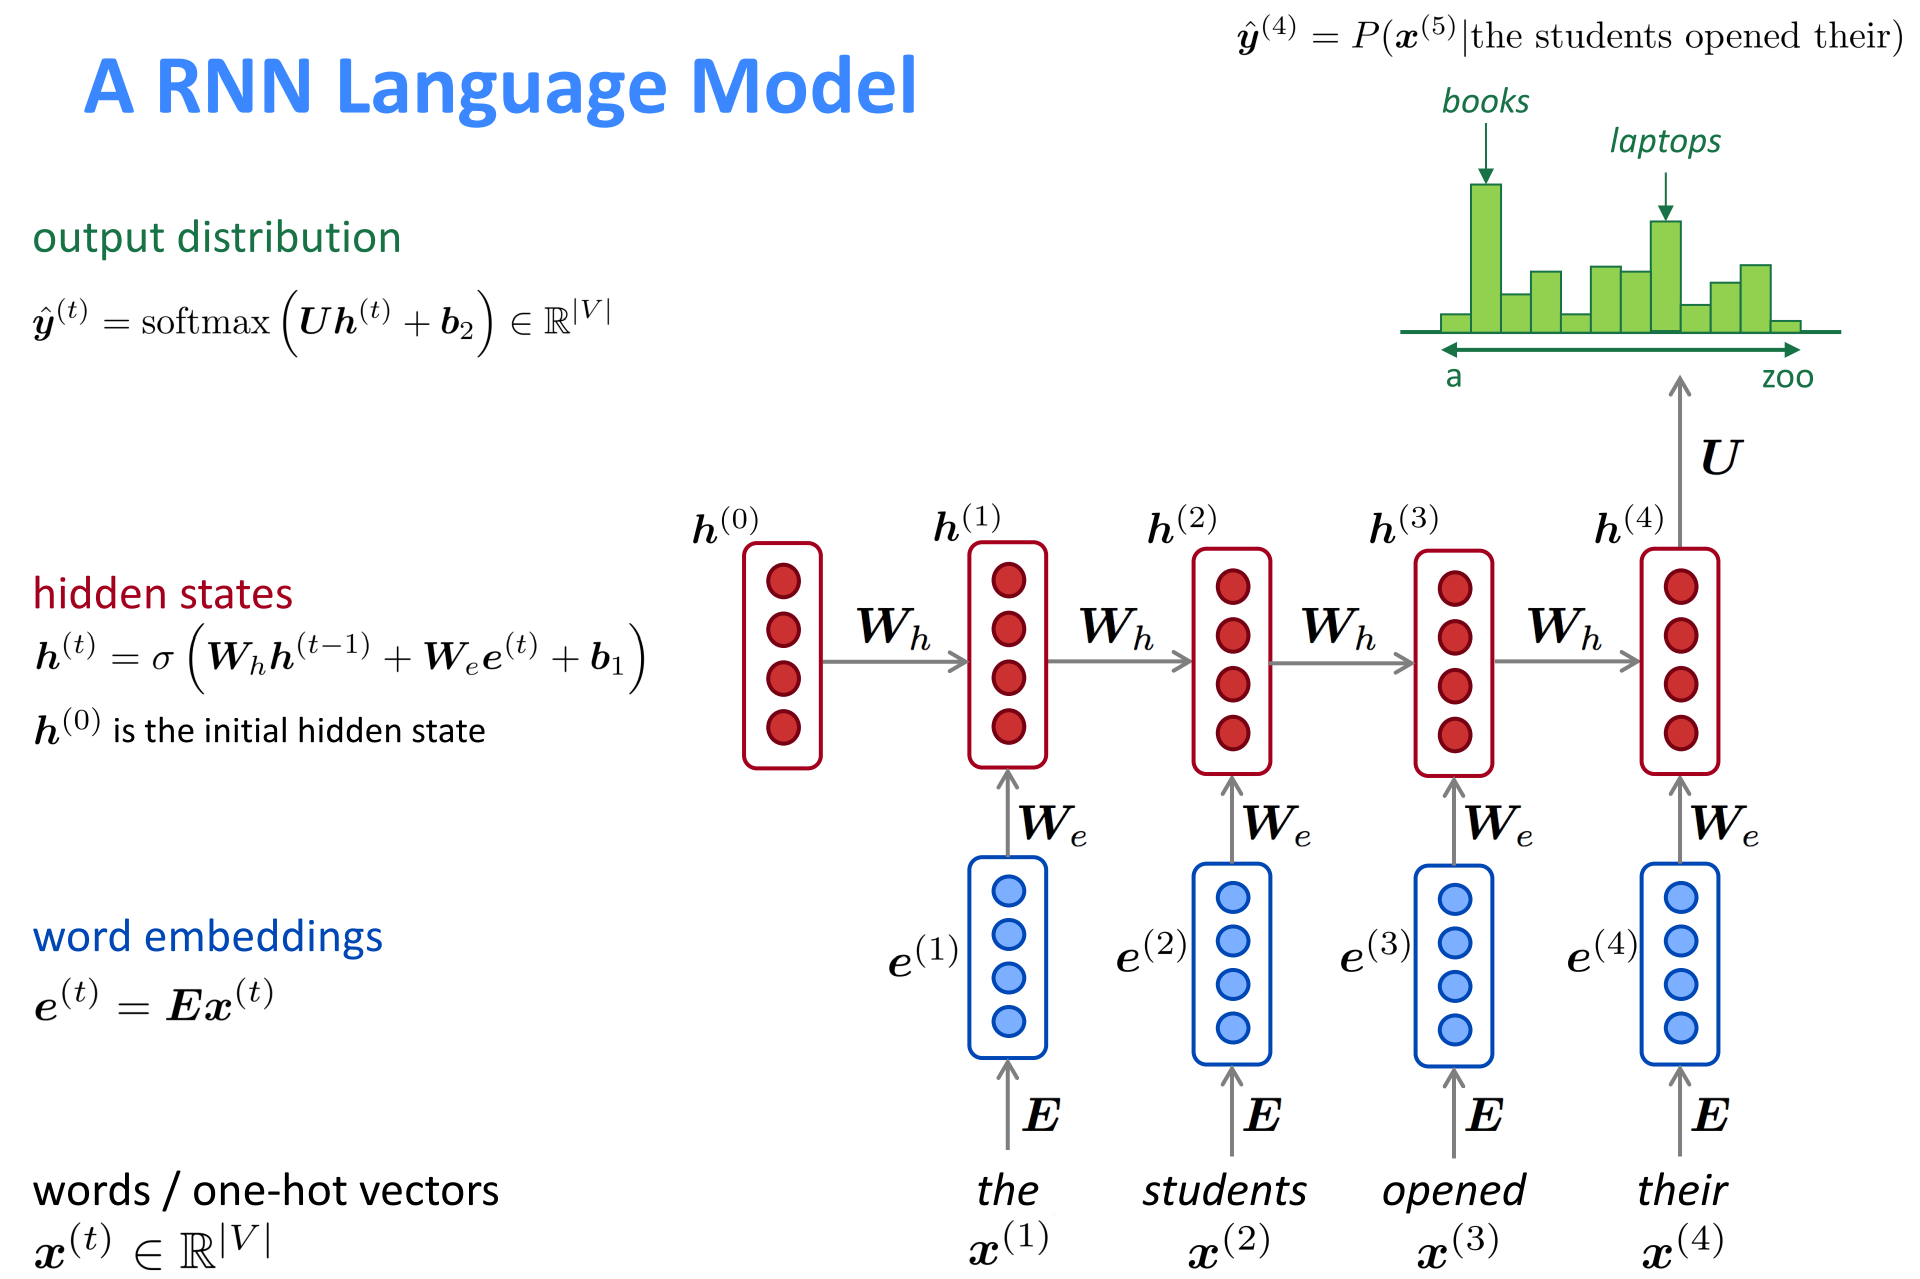 A RNN Language Model
ŷ⁽⁴⁾ = P(x⁽⁵⁾|the students opened their)
books
laptops
a zoo
output distribution
ŷ⁽ᵗ⁾ = softmax(Uh⁽ᵗ⁾ + b₂) ∈ ℝ^|V|
U
h⁽⁰⁾ h⁽¹⁾ h⁽²⁾ h⁽³⁾ h⁽⁴⁾
hidden states
W_h W_h W_h W_h
h⁽ᵗ⁾ = σ(W_h h⁽ᵗ⁻¹⁾ + W_e e⁽ᵗ⁾ + b₁)
h⁽⁰⁾ is the initial hidden state
W_e W_e W_e W_e
word embeddings
e⁽¹⁾ e⁽²⁾ e⁽³⁾ e⁽⁴⁾
e⁽ᵗ⁾ = Ex⁽ᵗ⁾
E E E E
words / one-hot vectors
the students opened their
x⁽ᵗ⁾ ∈ ℝ^|V|
x⁽¹⁾ x⁽²⁾ x⁽³⁾ x⁽⁴⁾